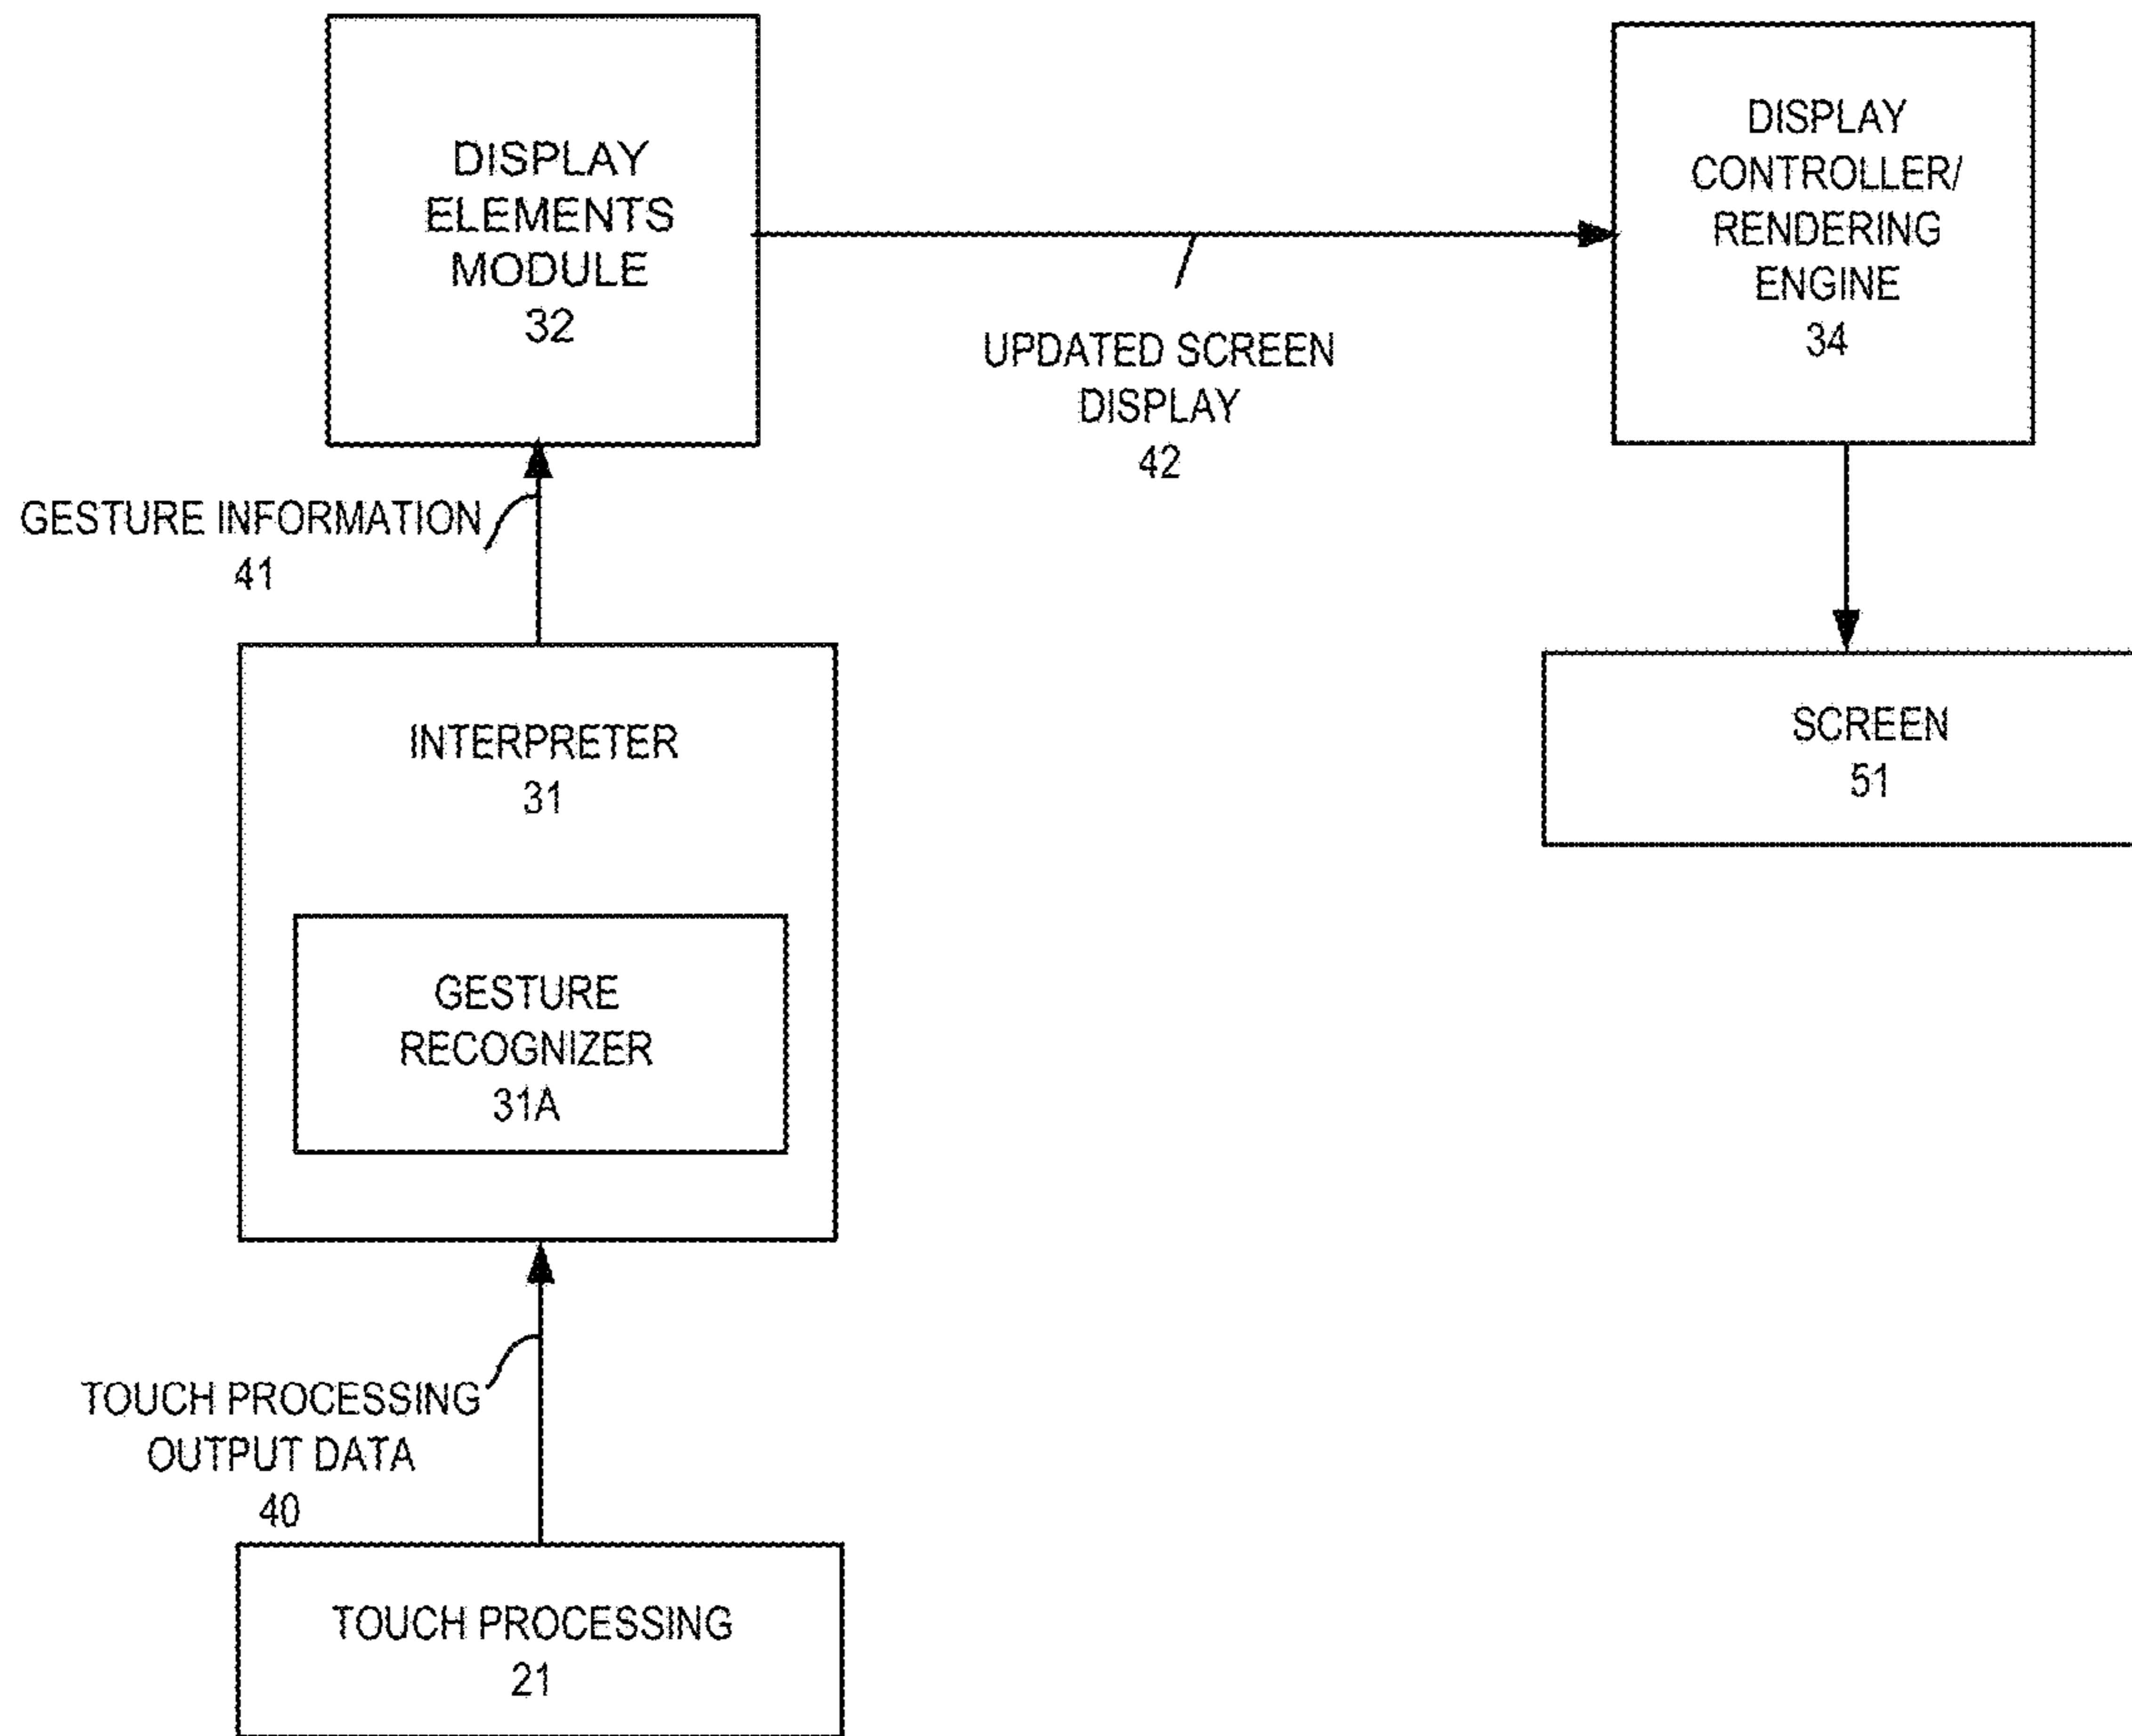 DISPLAY
ELEMENTS
MODULE
32
DISPLAY
CONTROLLER/
RENDERING
ENGINE
34
UPDATED SCREEN
DISPLAY
42
GESTURE INFORMATION
41
INTERPRETER
31
SCREEN
51
GESTURE
RECOGNIZER
31A
TOUCH PROCESSING
OUTPUT DATA
40
TOUCH PROCESSING
21